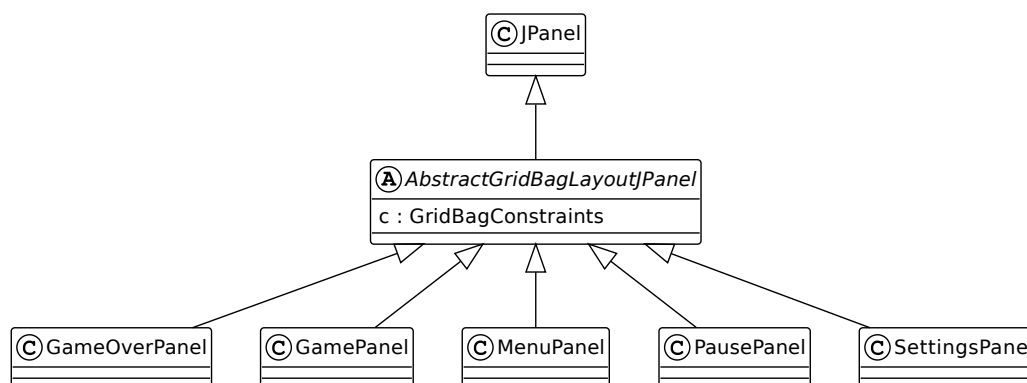 C JPanel
A AbstractGridBagLayoutJPanel
c : GridBagConstraints
C GameOverPanel
C GamePanel
C MenuPanel
C PausePanel
C SettingsPane